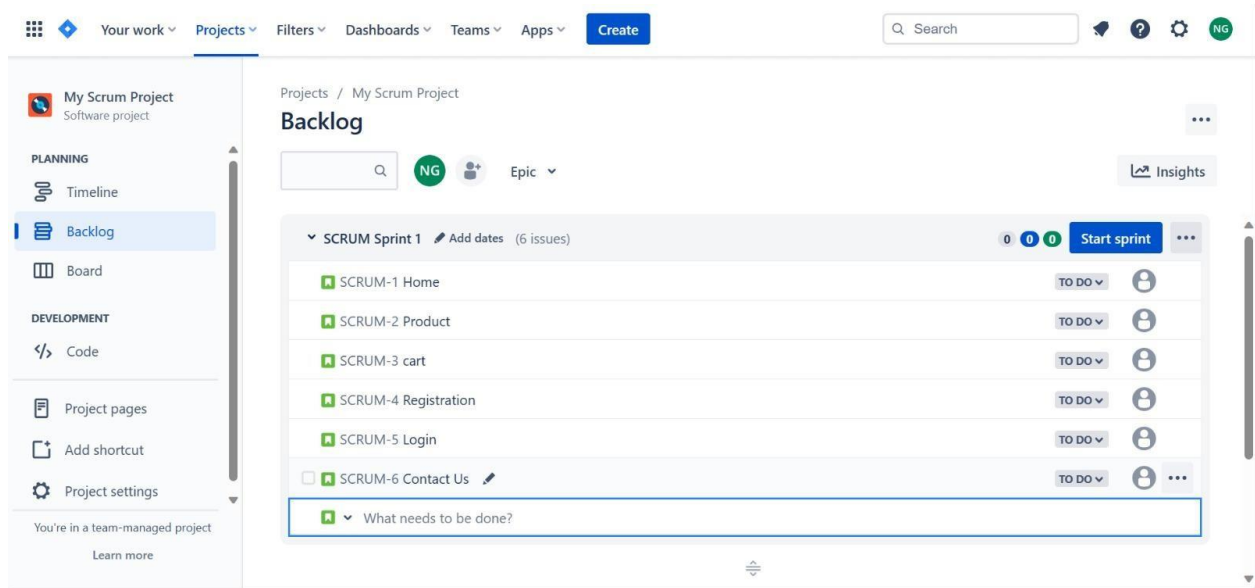 Your work Projects Filters Dashboards Teams Apps Create Search NG
My Scrum Project
Software project
PLANNING
Timeline
Backlog
Board
DEVELOPMENT
Code
Project pages
Add shortcut
Project settings
You're in a team-managed project
Learn more
Projects / My Scrum Project
Backlog
NG Epic Insights
SCRUM Sprint 1 Add dates (6 issues) 0 0 0 Start sprint
SCRUM-1 Home TO DO
SCRUM-2 Product TO DO
SCRUM-3 cart TO DO
SCRUM-4 Registration TO DO
SCRUM-5 Login TO DO
SCRUM-6 Contact Us TO DO
What needs to be done?